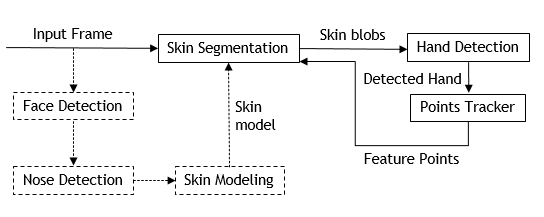 Input Frame
Skin Segmentation
Skin blobs
Hand Detection
Detected Hand
Points Tracker
Feature Points
Face Detection
Nose Detection
Skin Modeling
Skin
model